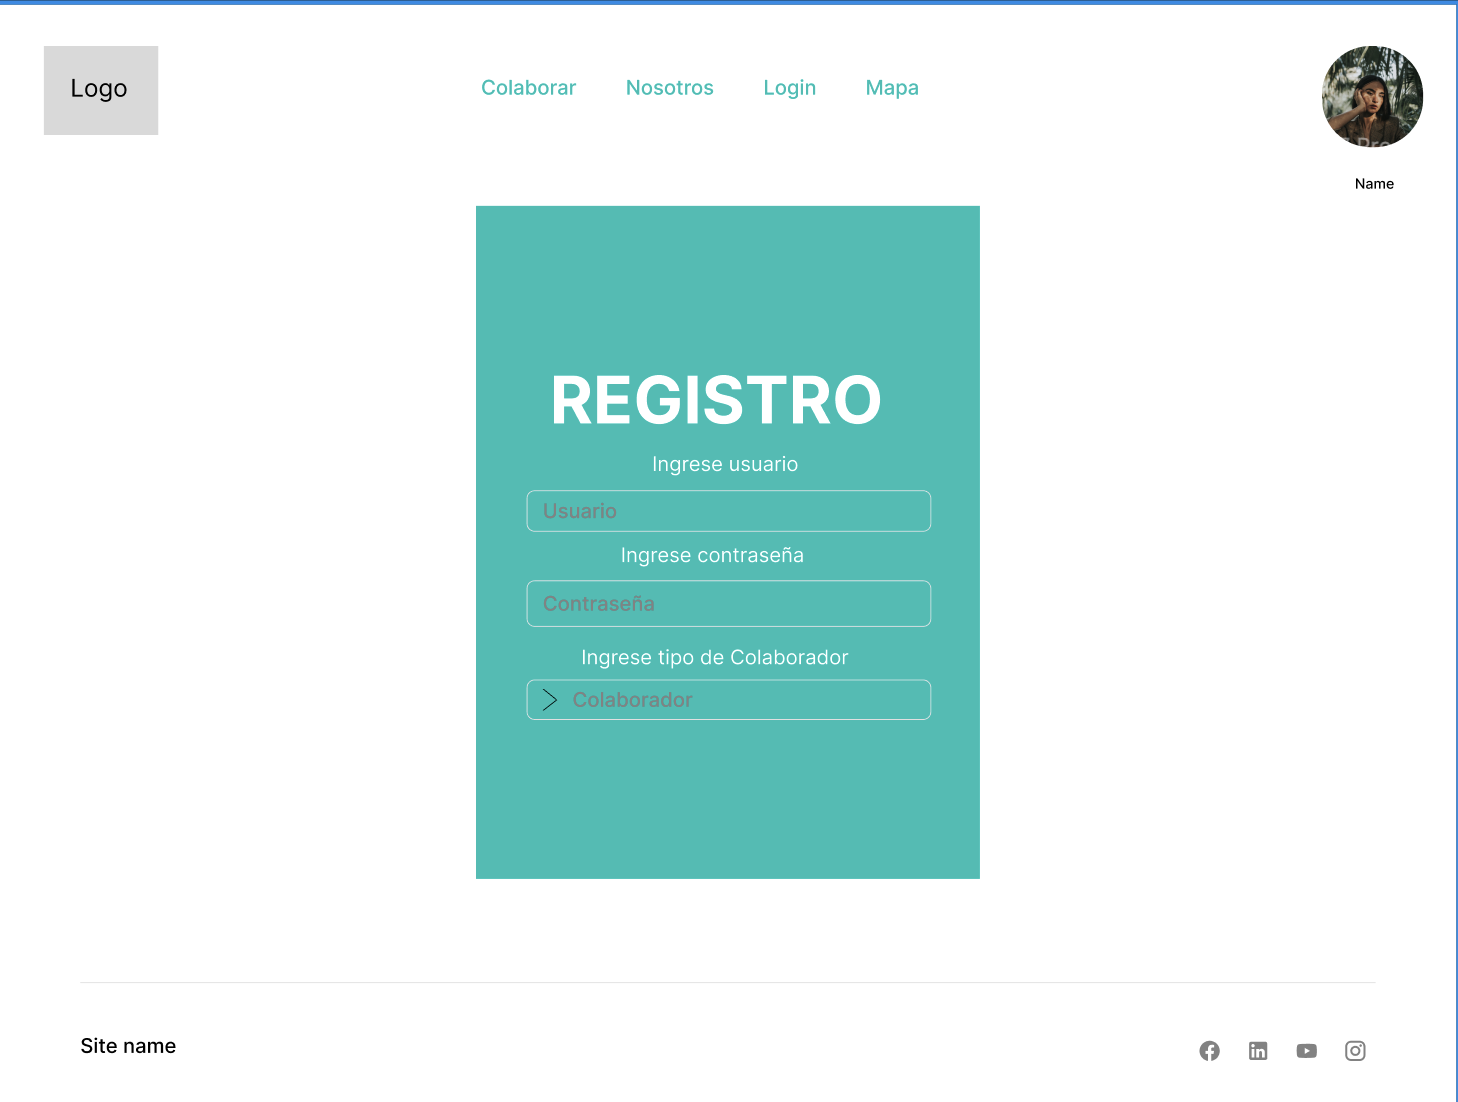 Logo
Colaborar Nosotros Login Mapa
Name
REGISTRO
Ingrese usuario
Usuario
Ingrese contraseña
Contraseña
Ingrese tipo de Colaborador
Colaborador
Site name